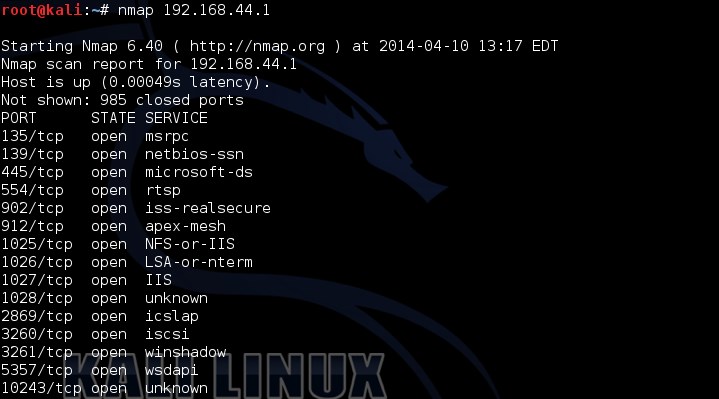 root@kali:~# nmap 192.168.44.1
Starting Nmap 6.40 ( http://nmap.org ) at 2014-04-10 13:17 EDT
Nmap scan report for 192.168.44.1
Host is up (0.00049s latency).
Not shown: 985 closed ports
PORT      STATE SERVICE
135/tcp   open  msrpc
139/tcp   open  netbios-ssn
445/tcp   open  microsoft-ds
554/tcp   open  rtsp
902/tcp   open  iss-realsecure
912/tcp   open  apex-mesh
1025/tcp  open  NFS-or-IIS
1026/tcp  open  LSA-or-nterm
1027/tcp  open  IIS
1028/tcp  open  unknown
2869/tcp  open  icslap
3260/tcp  open  iscsi
3261/tcp  open  winshadow
5357/tcp  open  wsdapi
10243/tcp open  unknown
KALI LINUX